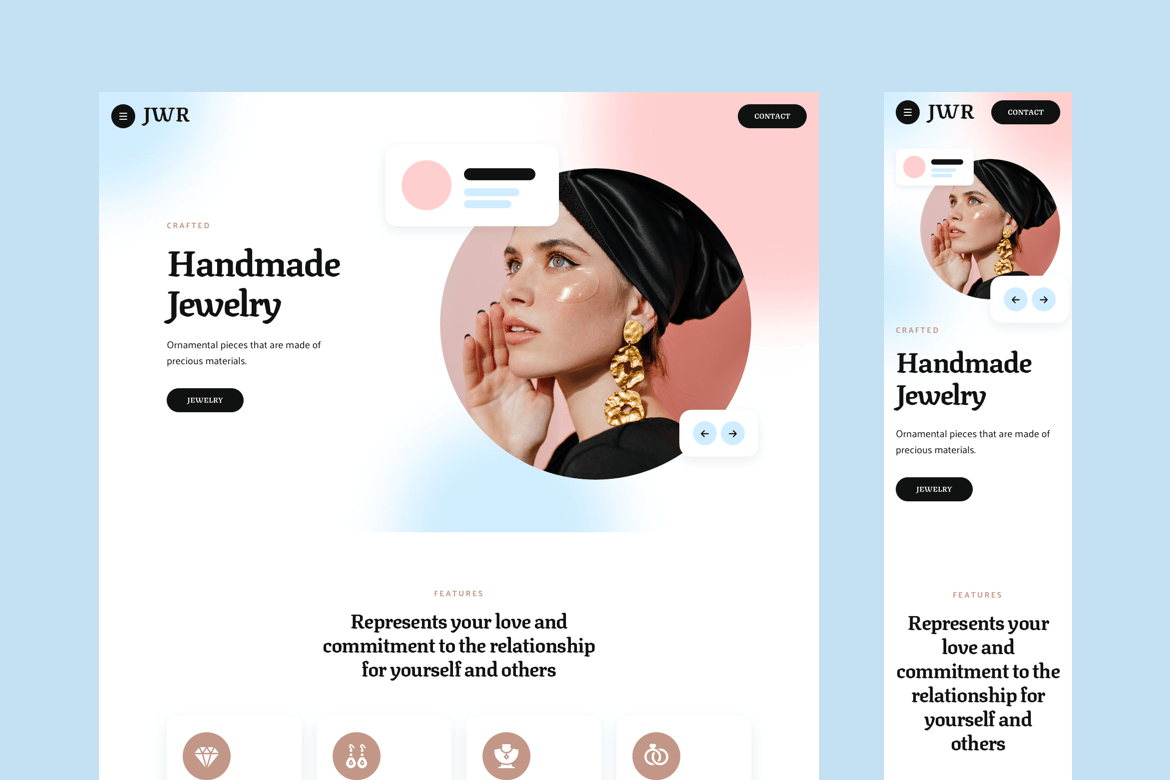 JWR
CONTACT
CRAFTED
Handmade
Jewelry
Ornamental pieces that are made of
precious materials.
JEWELRY
FEATURES
Represents your love and
commitment to the relationship
for yourself and others
JWR
CONTACT
CRAFTED
Handmade
Jewelry
Ornamental pieces that are made of
precious materials.
JEWELRY
FEATURES
Represents your
love and
commitment to the
relationship for
yourself and
others